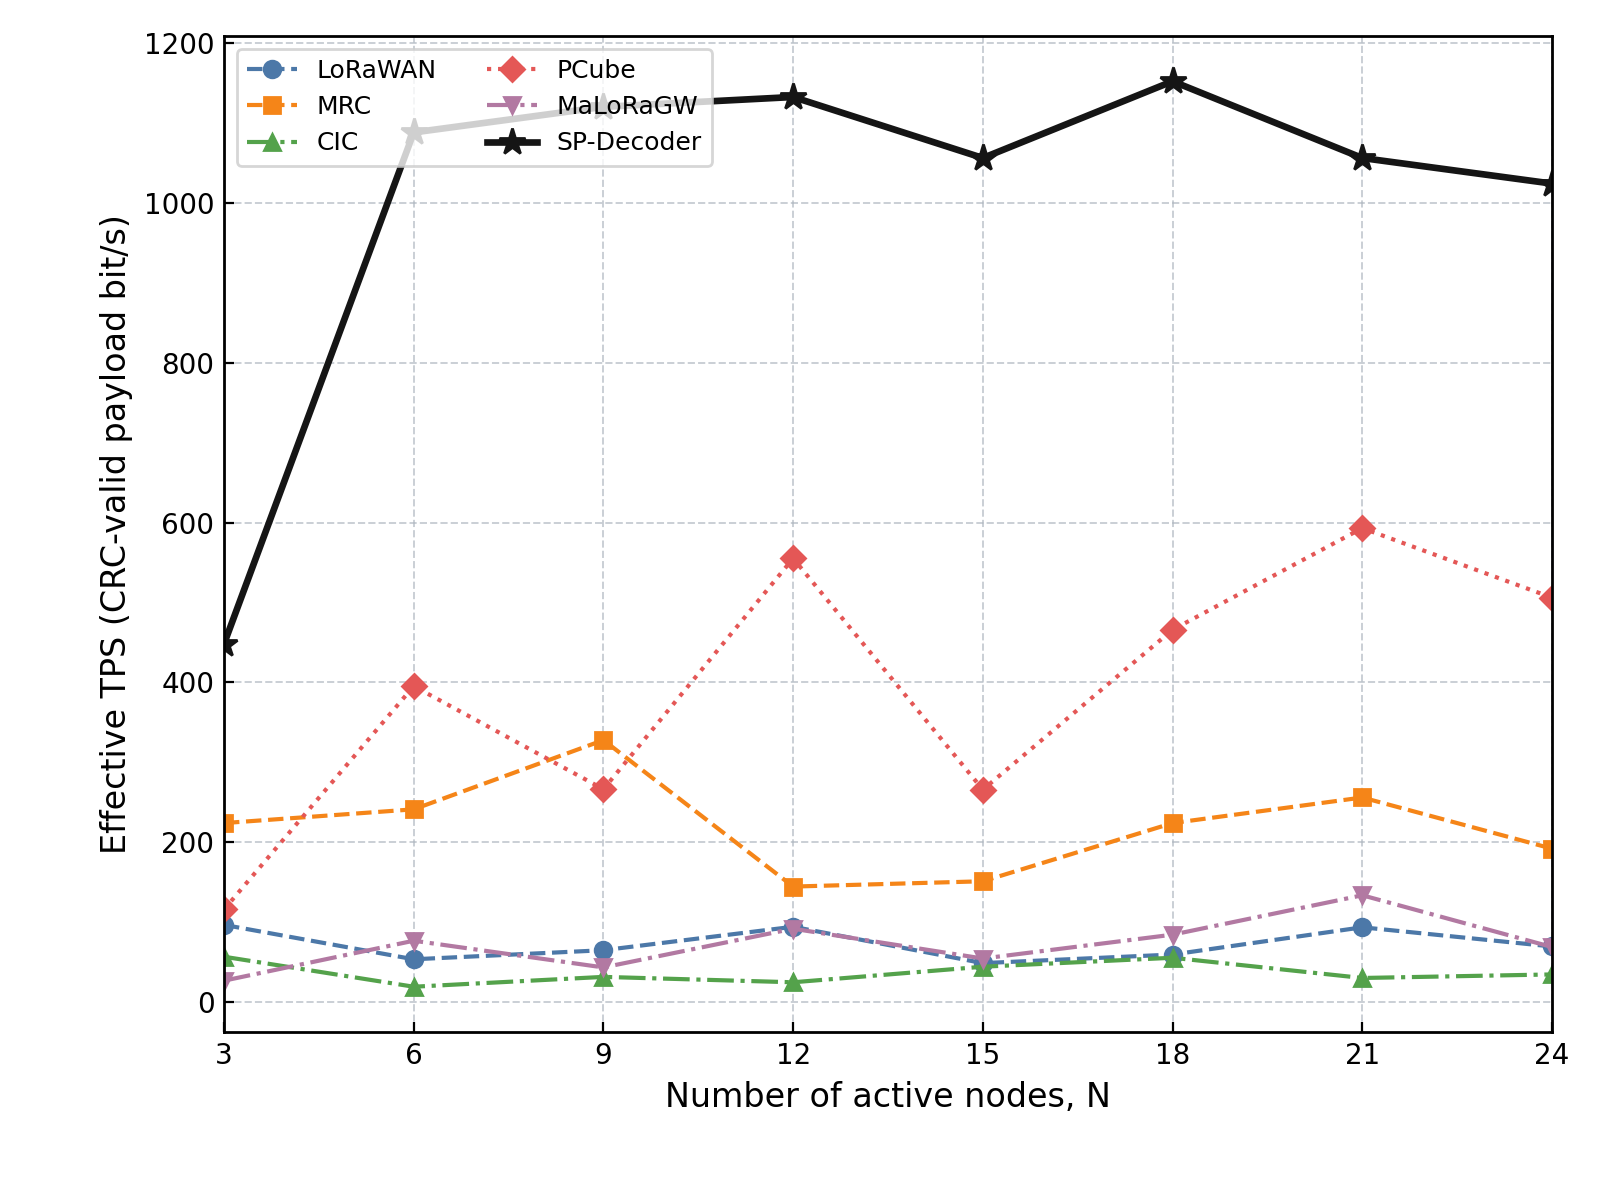 1200
1000
800
600
400
200
0
Effective TPS (CRC-valid payload bit/s)
LoRaWAN
MRC
CIC
PCube
MaLoRaGW
SP-Decoder
3 6 9 12 15 18 21 24
Number of active nodes, N